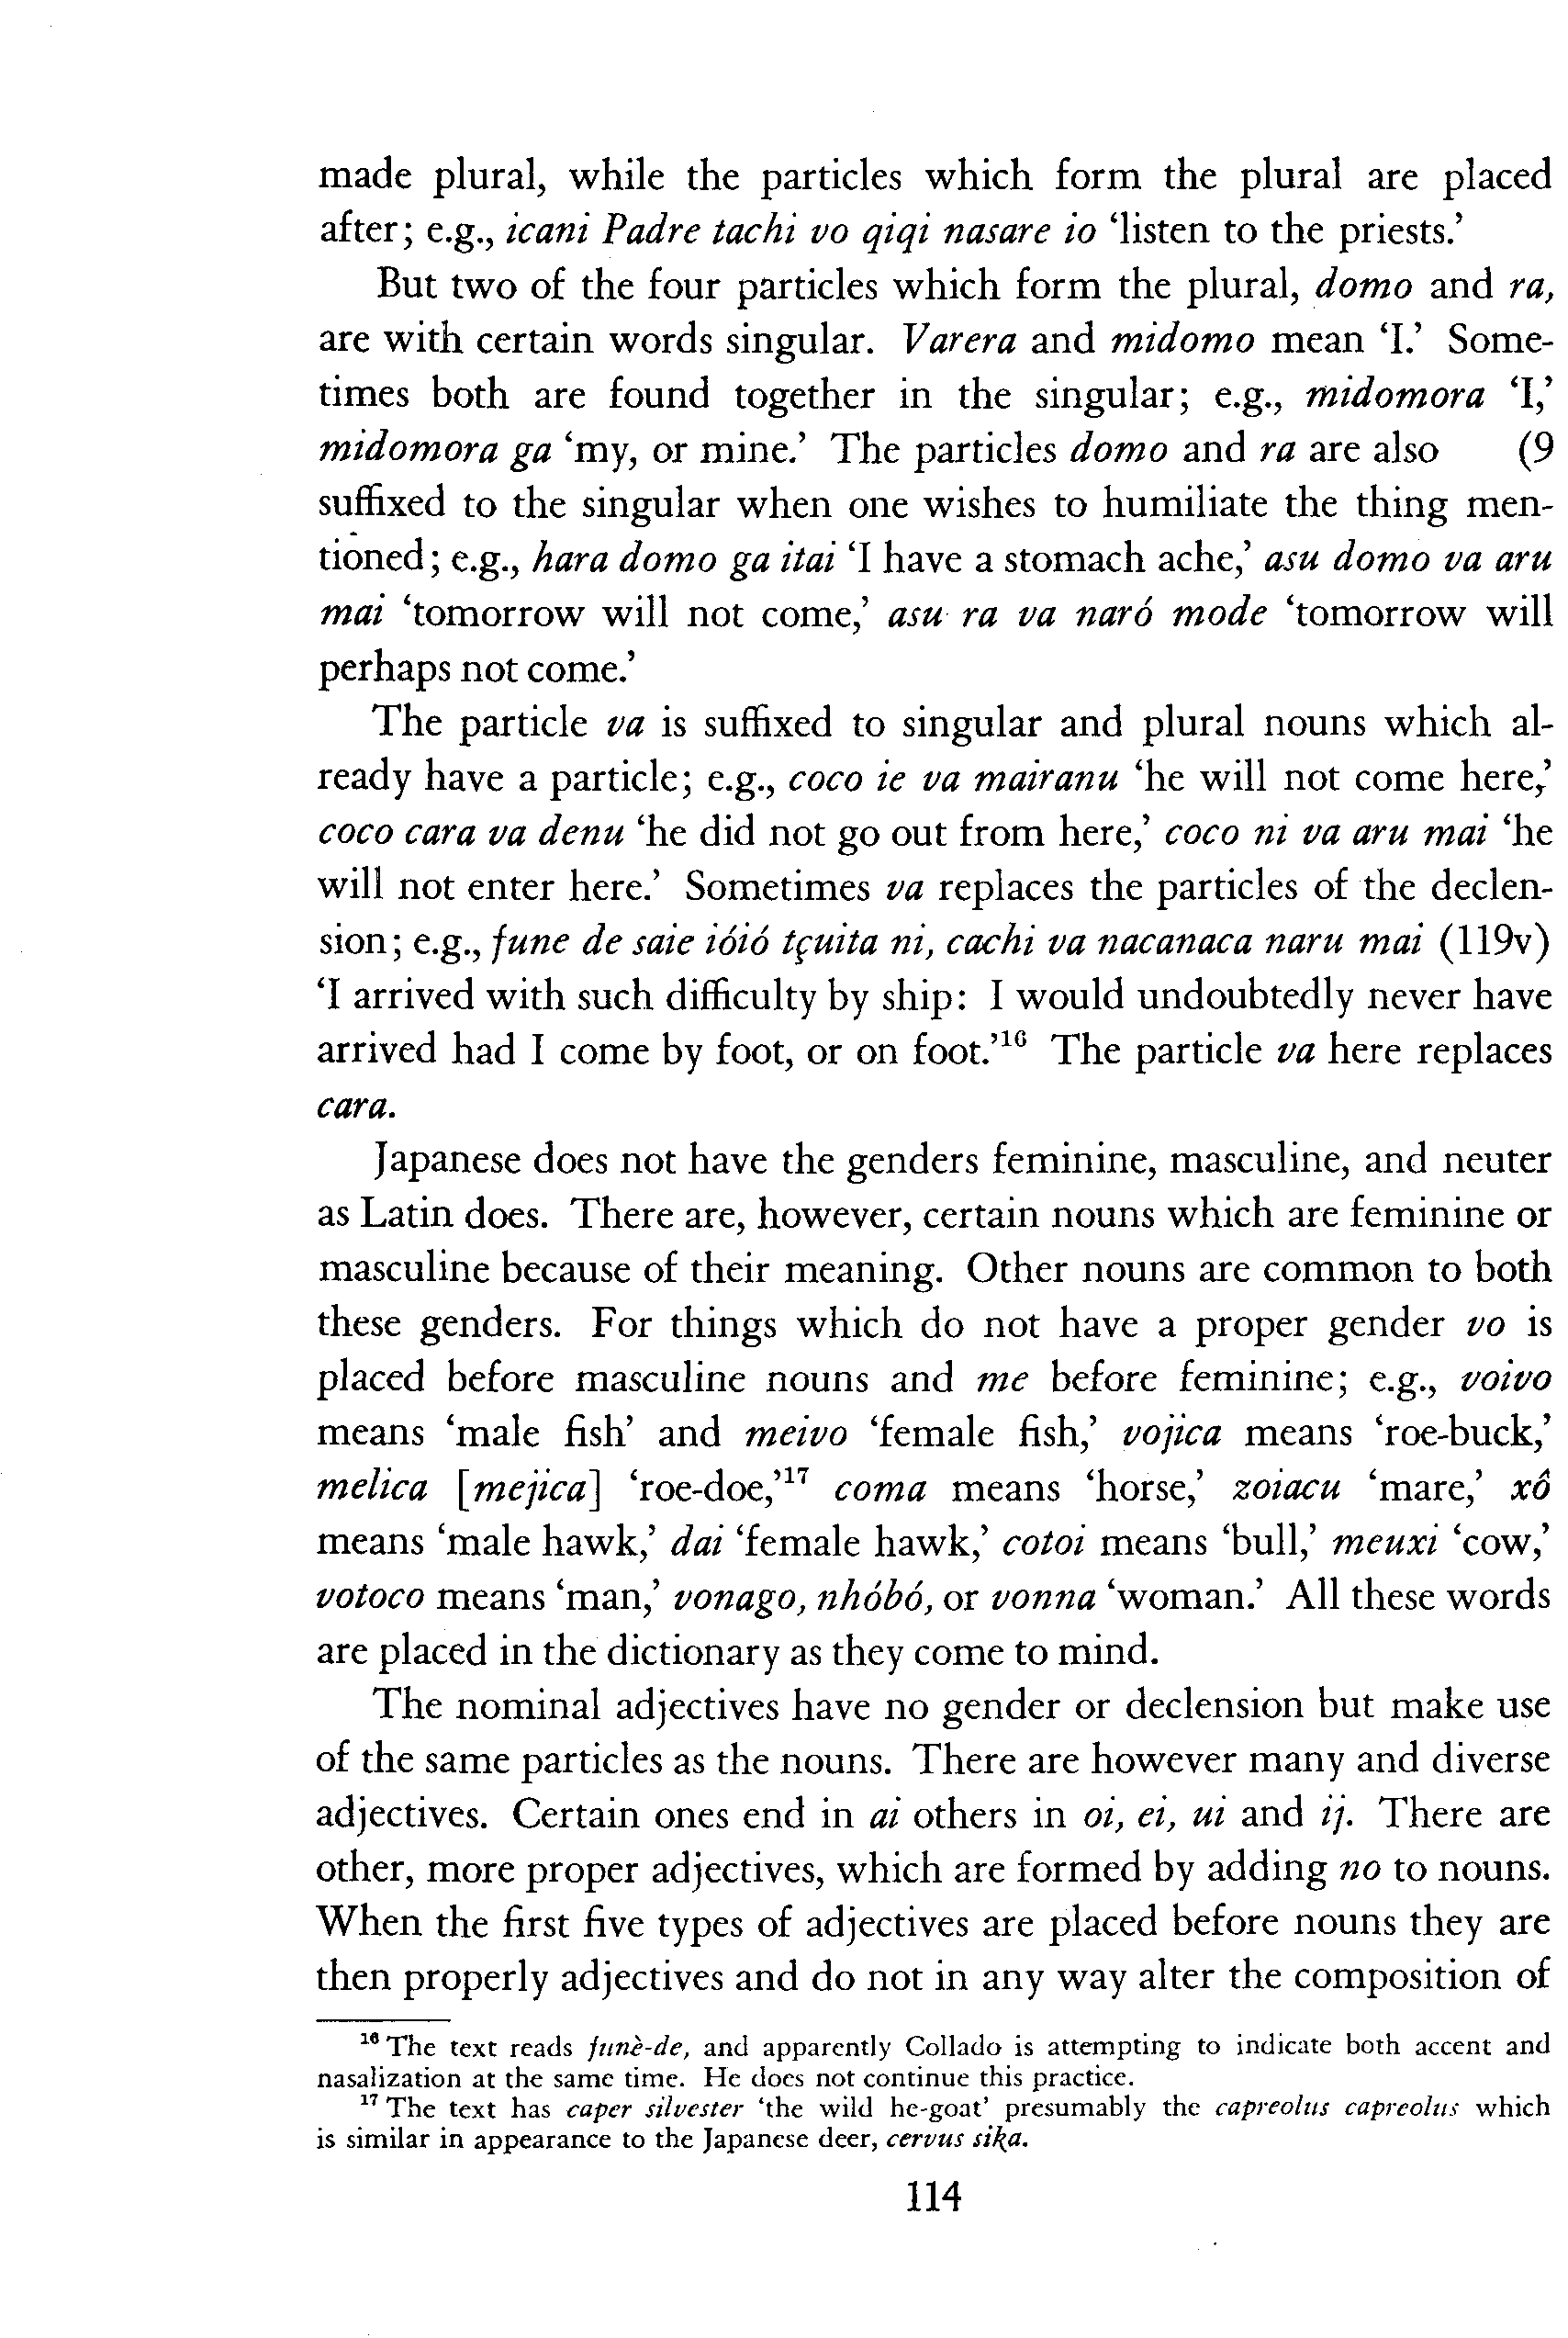 made plural, while the particles which form the plural are placed
after; e.g., icani Padre tachi vo qiqi nasare io ‘listen to the priests.’
But two of the four particles which form the plural, domo and ra,
are with certain words singular. Varera and midomo mean ‘I.’ Some-
times both are found together in the singular; e.g., midomora ‘I,’
midomora ga ‘my, or mine.’ The particles domo and ra are also (9
suffixed to the singular when one wishes to humiliate the thing men-
tioned; e.g., hara domo ga itai ‘I have a stomach ache,’ asu domo va aru
mai ‘tomorrow will not come,’ asu ra va naró mode ‘tomorrow will
perhaps not come.’
The particle va is suffixed to singular and plural nouns which al-
ready have a particle; e.g., coco ie va mairanu ‘he will not come here,’
coco cara va denu ‘he did not go out from here,’ coco ni va aru mai ‘he
will not enter here.’ Sometimes va replaces the particles of the declen-
sion; e.g., fune de saie ióió tçuita ni, cachi va nacanaca naru mai (119v)
‘I arrived with such difficulty by ship: I would undoubtedly never have
arrived had I come by foot, or on foot.’16 The particle va here replaces
cara.
Japanese does not have the genders feminine, masculine, and neuter
as Latin does. There are, however, certain nouns which are feminine or
masculine because of their meaning. Other nouns are common to both
these genders. For things which do not have a proper gender vo is
placed before masculine nouns and me before feminine; e.g., voivo
means ‘male fish’ and meivo ‘female fish,’ vojica means ‘roe-buck,’
melica [mejica] ‘roe-doe,’17 coma means ‘horse,’ zoiacu ‘mare,’ xô
means ‘male hawk,’ dai ‘female hawk,’ cotoi means ‘bull,’ meuxi ‘cow,’
votoco means ‘man,’ vonago, nhóbó, or vonna ‘woman.’ All these words
are placed in the dictionary as they come to mind.
The nominal adjectives have no gender or declension but make use
of the same particles as the nouns. There are however many and diverse
adjectives. Certain ones end in ai others in oi, ei, ui and ij. There are
other, more proper adjectives, which are formed by adding no to nouns.
When the first five types of adjectives are placed before nouns they are
then properly adjectives and do not in any way alter the composition of
16 The text reads funè-de, and apparently Collado is attempting to indicate both accent and
nasalization at the same time. He does not continue this practice.
17 The text has caper silvester ‘the wild he-goat’ presumably the capreolus capreolus which
is similar in appearance to the Japanese deer, cervus sika.
114